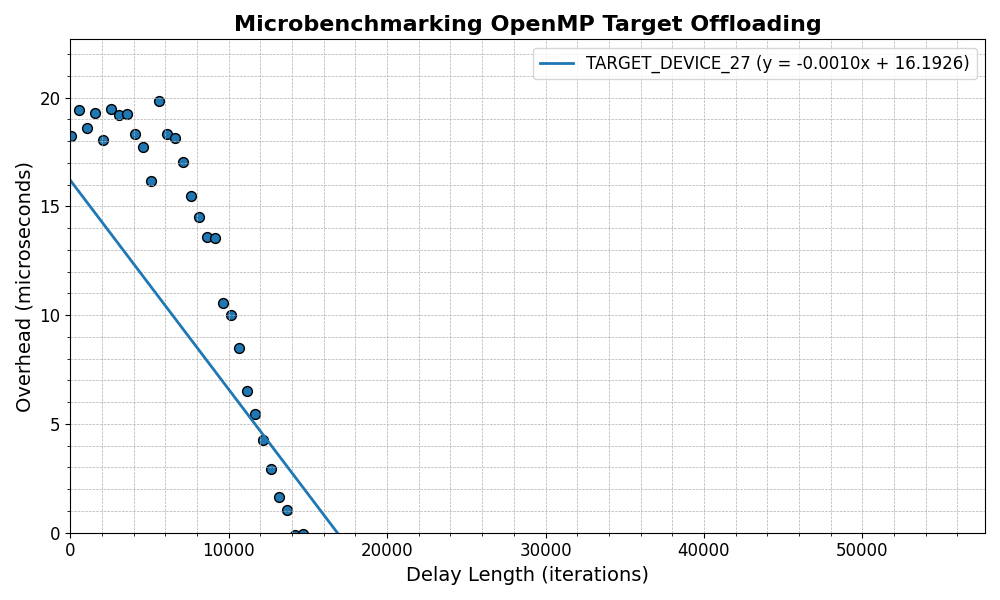 Microbenchmarking OpenMP Target Offloading
TARGET_DEVICE_27 (y = -0.0010x + 16.1926)
Overhead (microseconds)
20
15
10
5
0
0 10000 20000 30000 40000 50000
Delay Length (iterations)